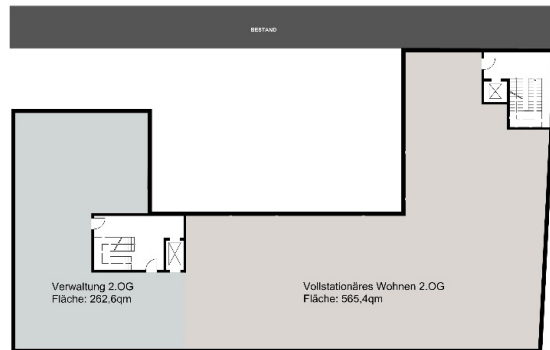 BESTAND
Verwaltung 2.OG
Fläche: 262,6qm
Vollstationäres Wohnen 2.OG
Fläche: 565,4qm